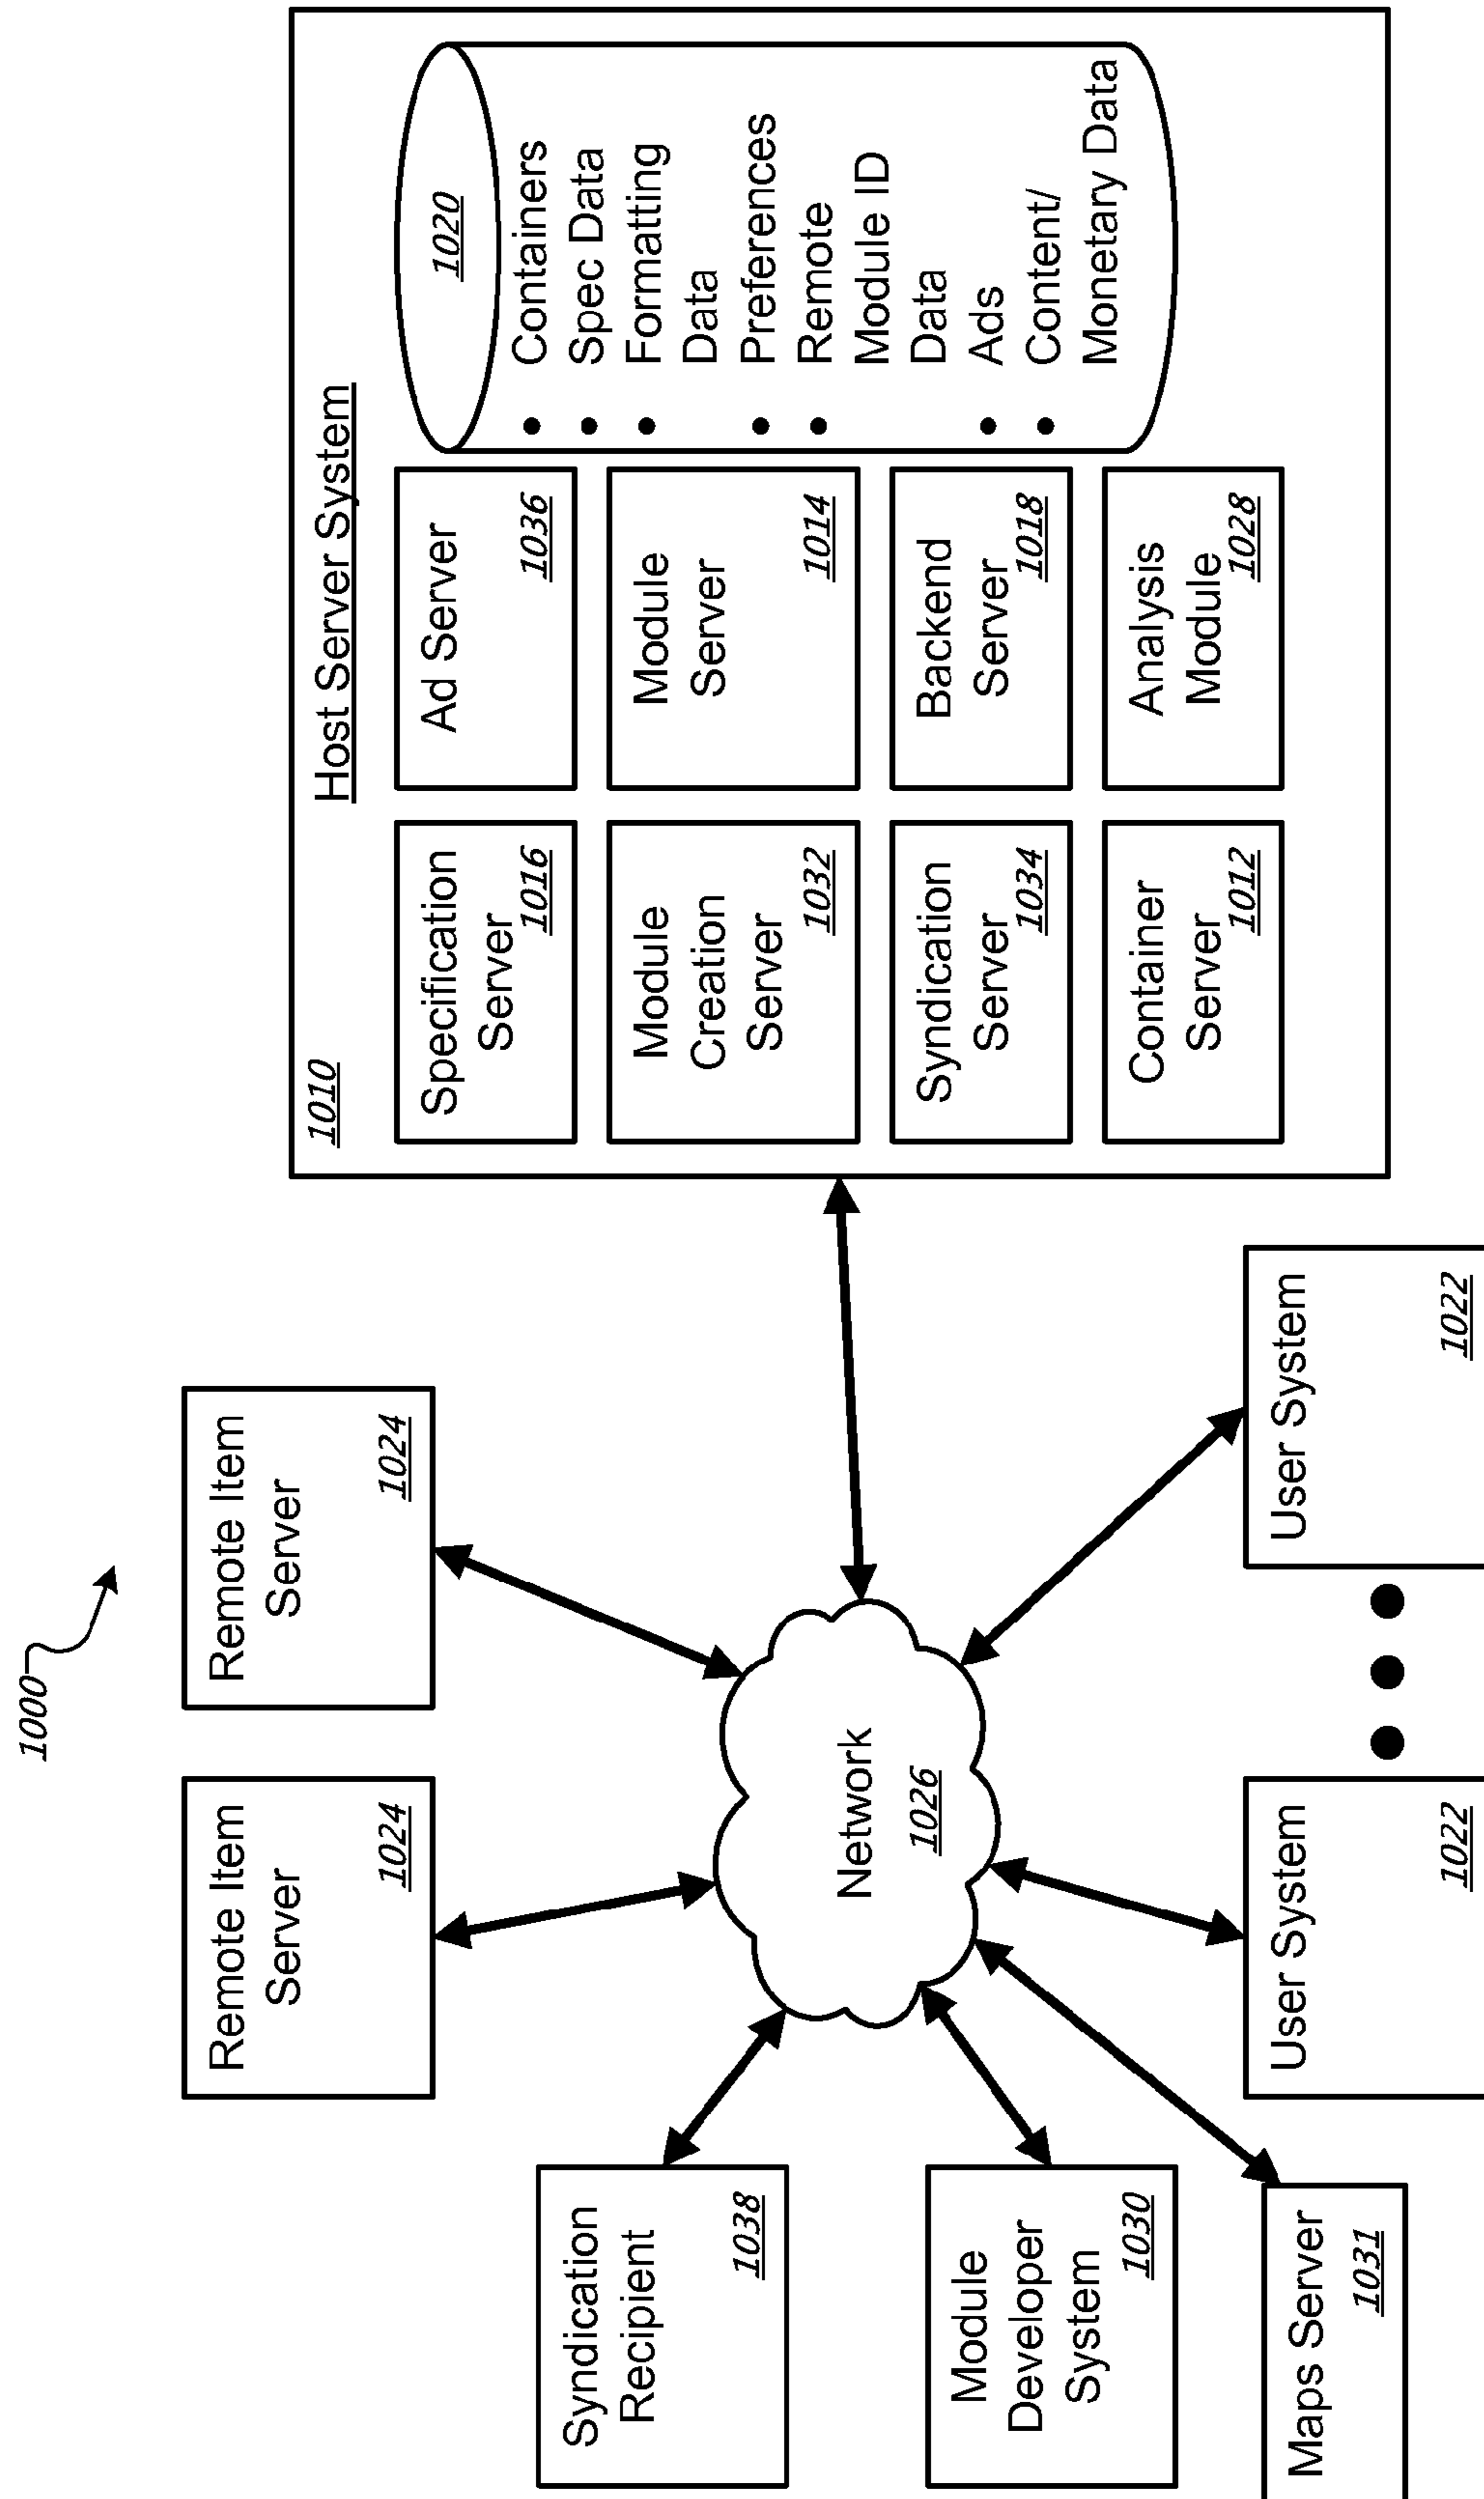 1000
Remote Item
Server
1024
Remote Item
Server
1024
Syndication
Recipient
1038
Module
Developer
System
1030
Maps Server
1031
Network
1026
User System
1022
User System
1022
1010
Host Server System
Specification
Server
1016
Ad Server
1036
Module
Creation
Server
1032
Module
Server
1014
Syndication
Server
1034
Backend
Server
1018
Container
Server
1012
Analysis
Module
1028
1020
• Containers
• Spec Data
• Formatting
Data
• Preferences
• Remote
Module ID
Data
• Ads
• Content/
Monetary Data